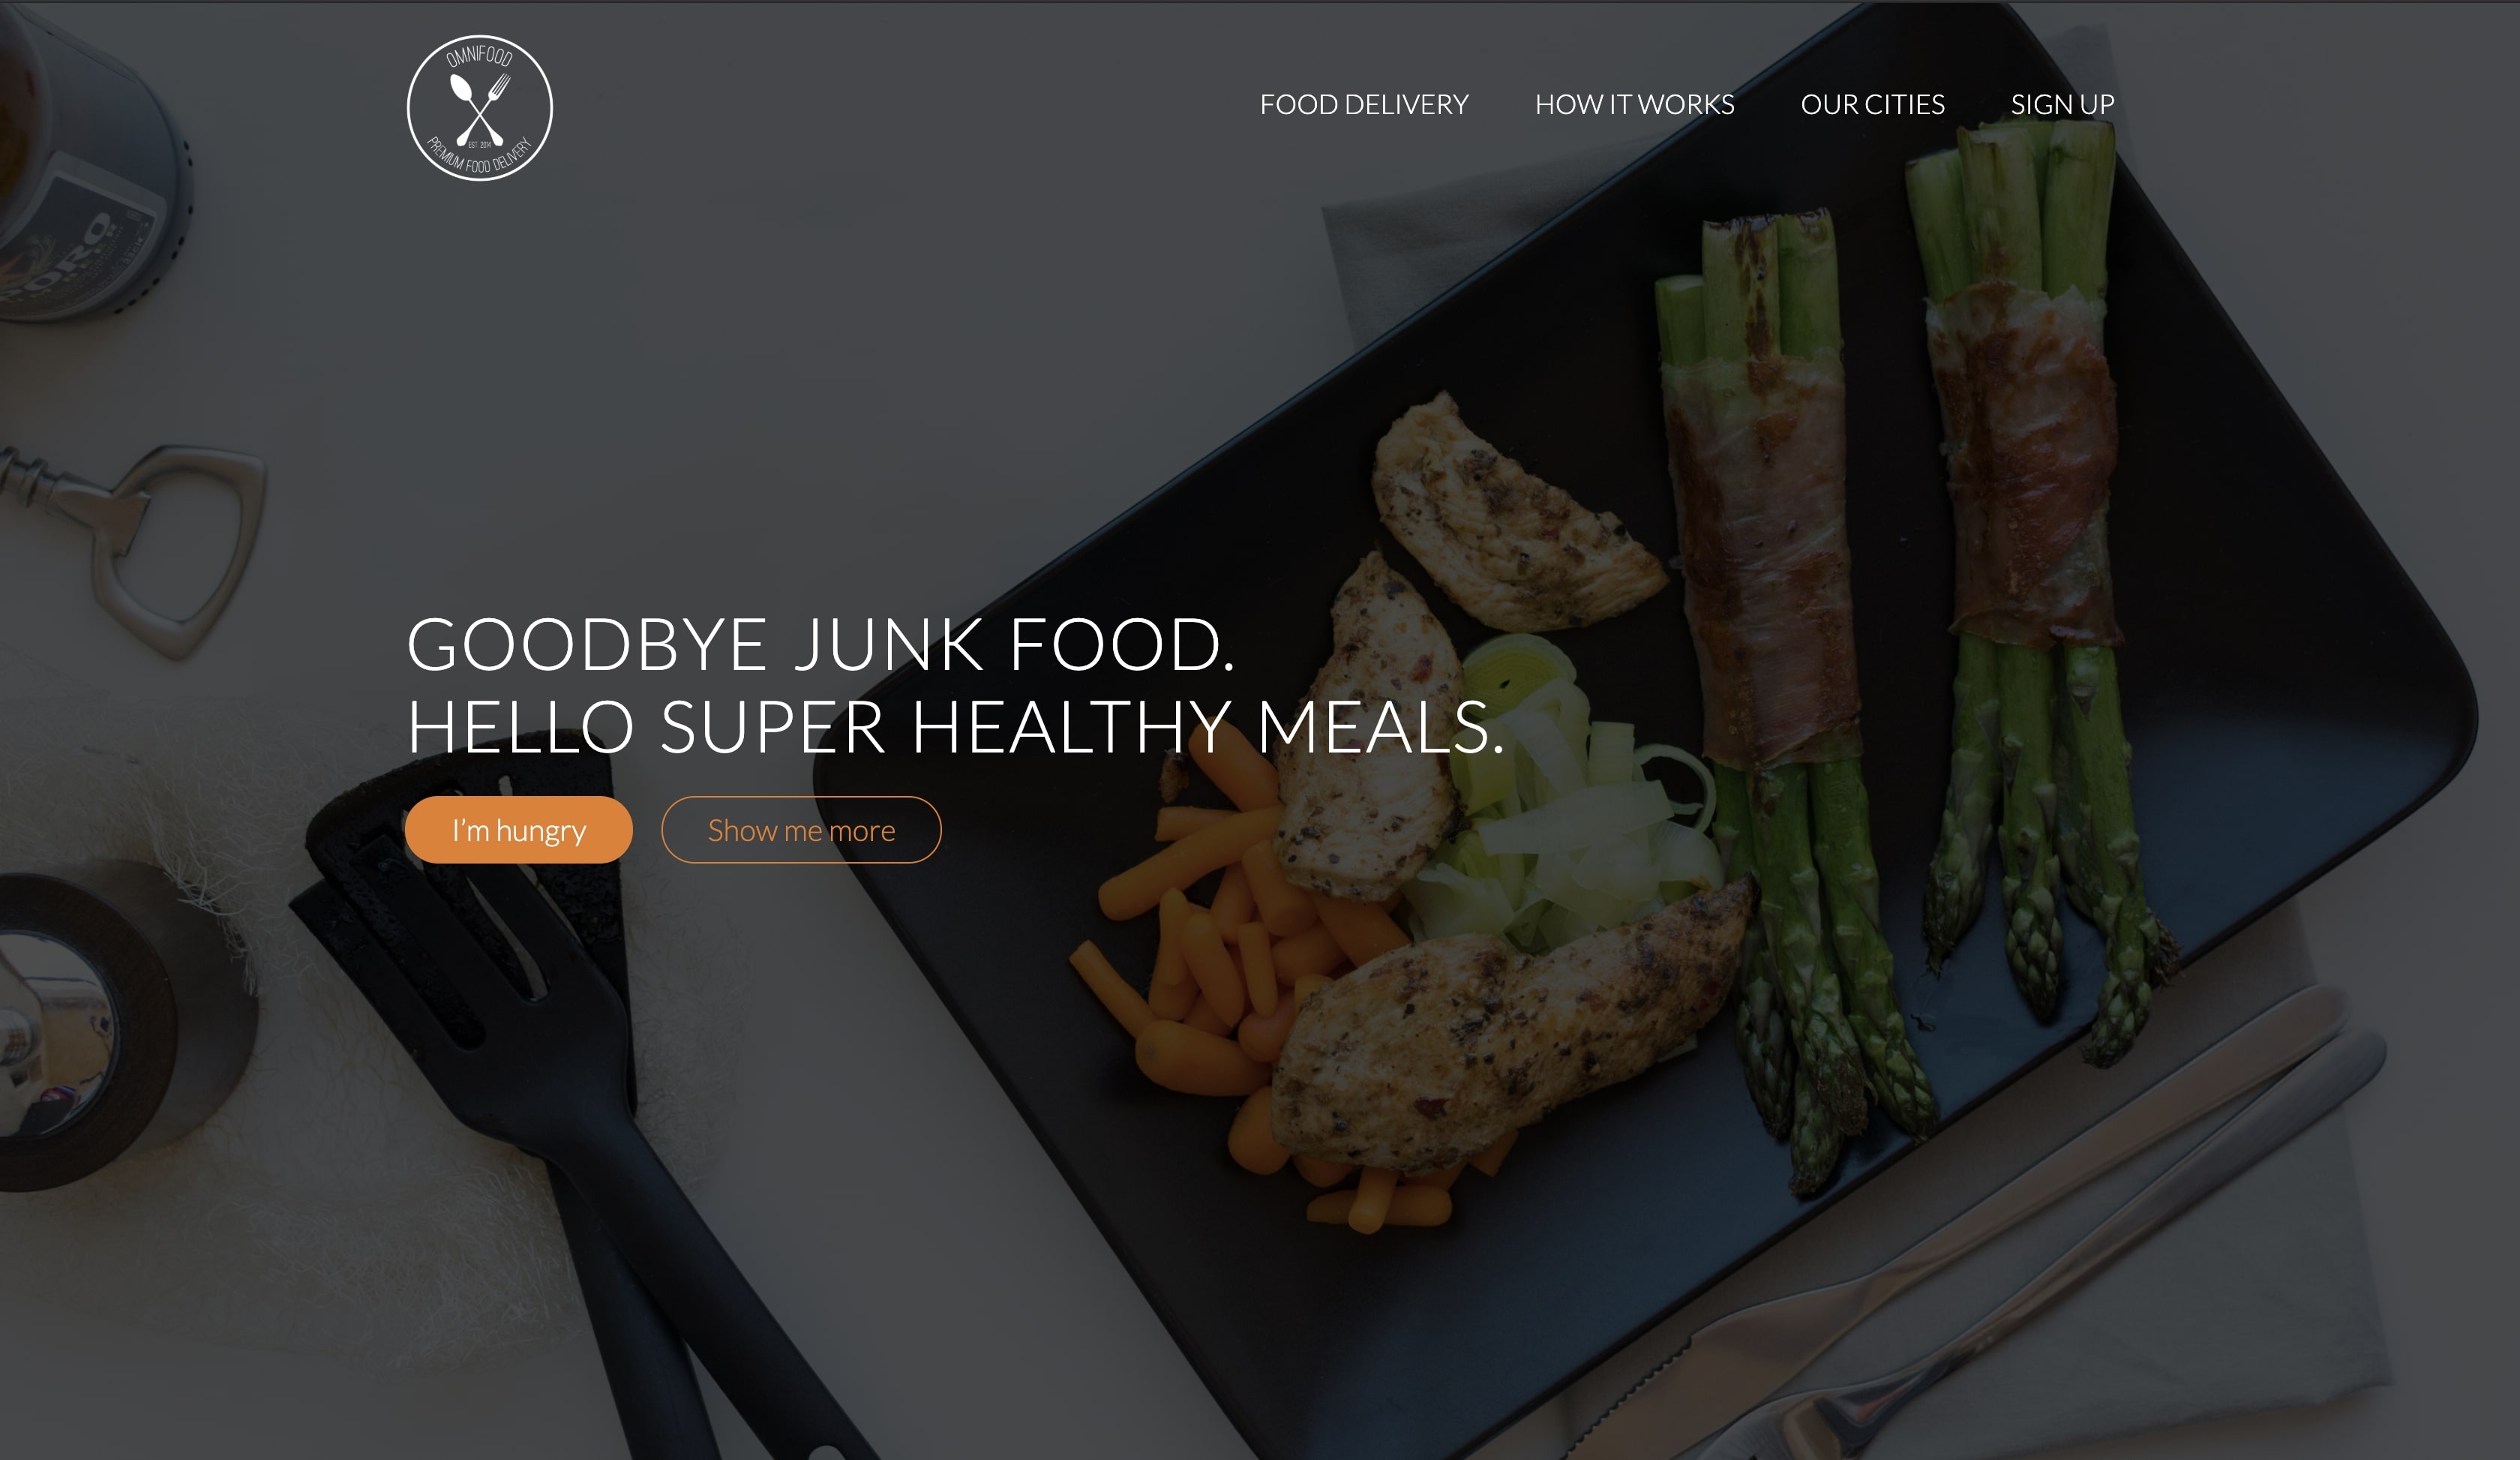 OMNIFOOD
EST 2014
PREMIUM FOOD DELIVERY
FOOD DELIVERY
HOW IT WORKS
OUR CITIES
SIGN UP
GOODBYE JUNK FOOD.
HELLO SUPER HEALTHY MEALS.
I'm hungry
Show me more